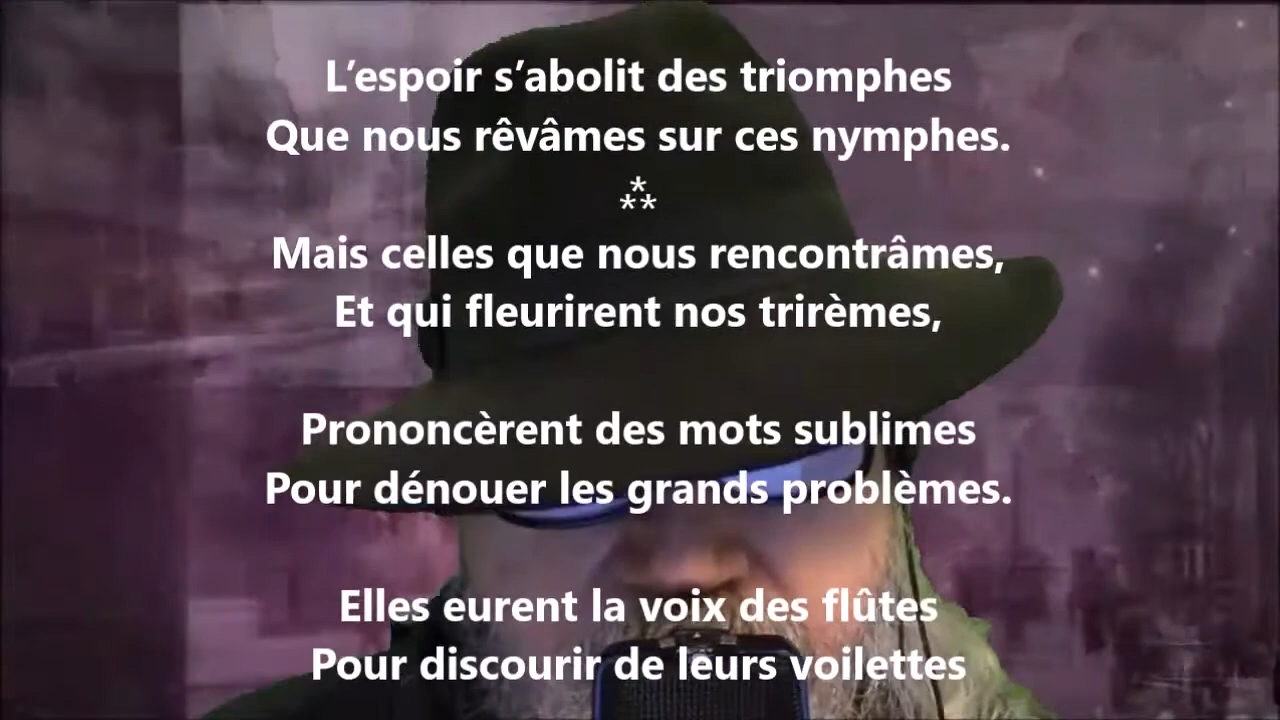 L’espoir s’abolit des triomphes
Que nous rêvâmes sur ces nymphes.
⁂
Mais celles que nous rencontrâmes,
Et qui fleurirent nos trirèmes,
Prononcèrent des mots sublimes
Pour dénouer les grands problèmes.
Elles eurent la voix des flûtes
Pour discourir de leurs voilettes